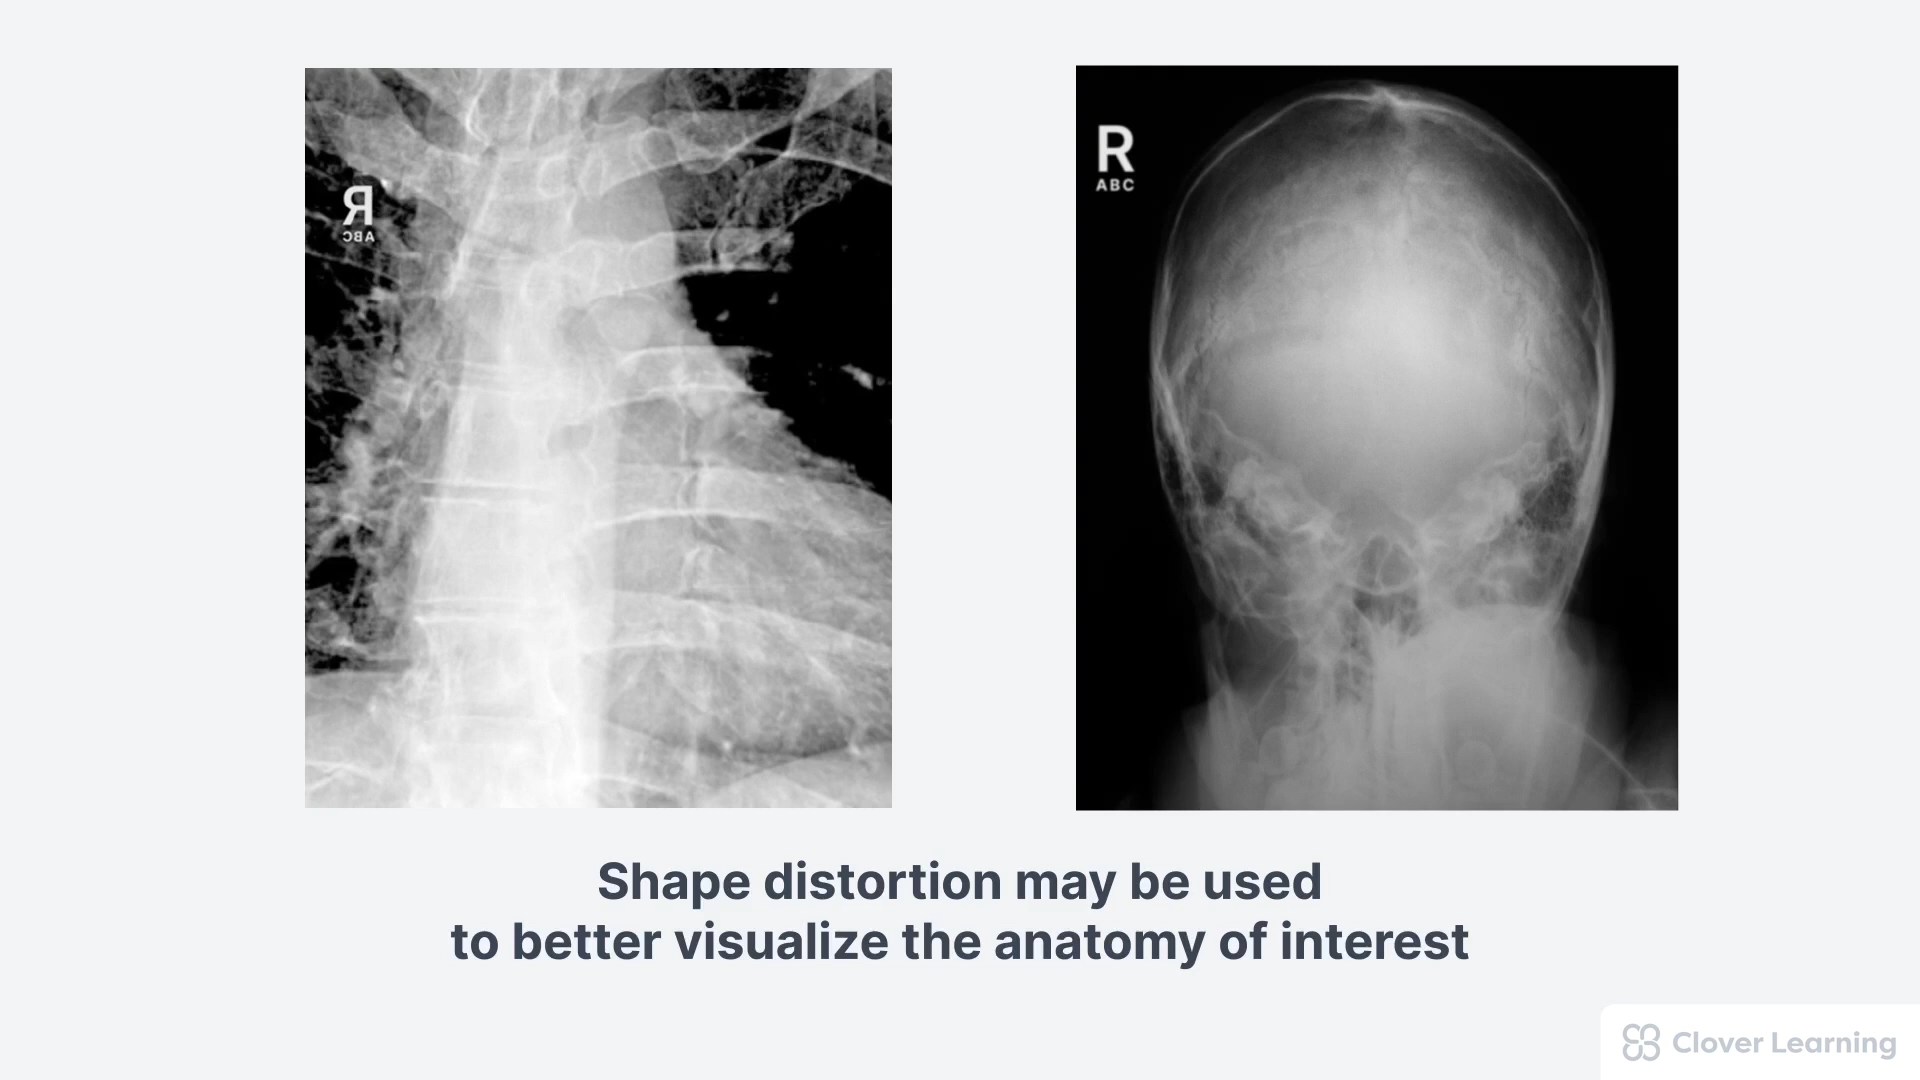 R
ABC
R
ABC
Shape distortion may be used
to better visualize the anatomy of interest
Clover Learning